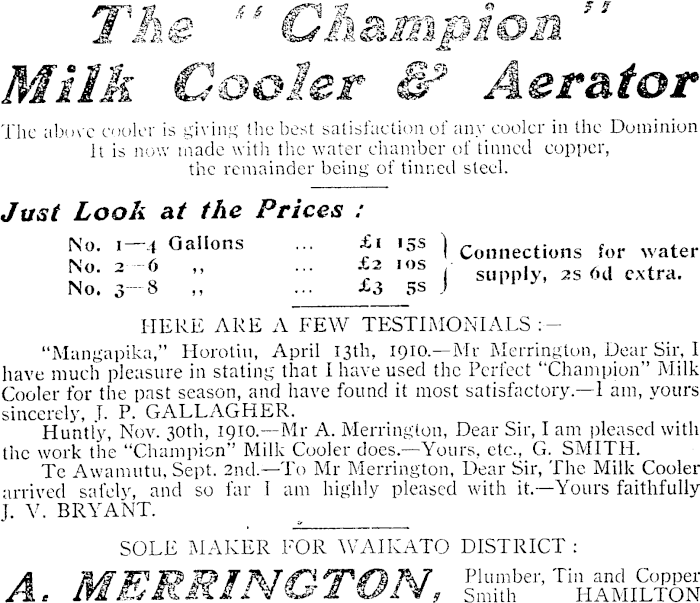 The "Champion"
Milk Cooler & Aerator
The above cooler is giving the best satisfaction of any cooler in the Dominion
It is now made with the water chamber of tinned copper,
the remainder being of tinned steel.
Just Look at the Prices :
No. 1—4 Gallons ... £1 15s
No. 2—6 ,, ... £2 10s
No. 3—8 ,, ... £3 5s
Connections for water
supply, 2s 6d extra.
HERE ARE A FEW TESTIMONIALS :—
"Mangapika," Horotiu, April 13th, 1910.—Mr Merrington, Dear Sir, I
have much pleasure in stating that I have used the Perfect "Champion" Milk
Cooler for the past season, and have found it most satisfactory.—I am, yours
sincerely, J. P. GALLAGHER.
Huntly, Nov. 30th, 1910.—Mr A. Merrington, Dear Sir, I am pleased with
the work the "Champion" Milk Cooler does.—Yours, etc., G. SMITH.
Te Awamutu, Sept. 2nd.—To Mr Merrington, Dear Sir, The Milk Cooler
arrived safely, and so far I am highly pleased with it.—Yours faithfully
J. V. BRYANT.
SOLE MAKER FOR WAIKATO DISTRICT :
A. MERRINGTON,
Plumber, Tin and Copper
Smith HAMILTON